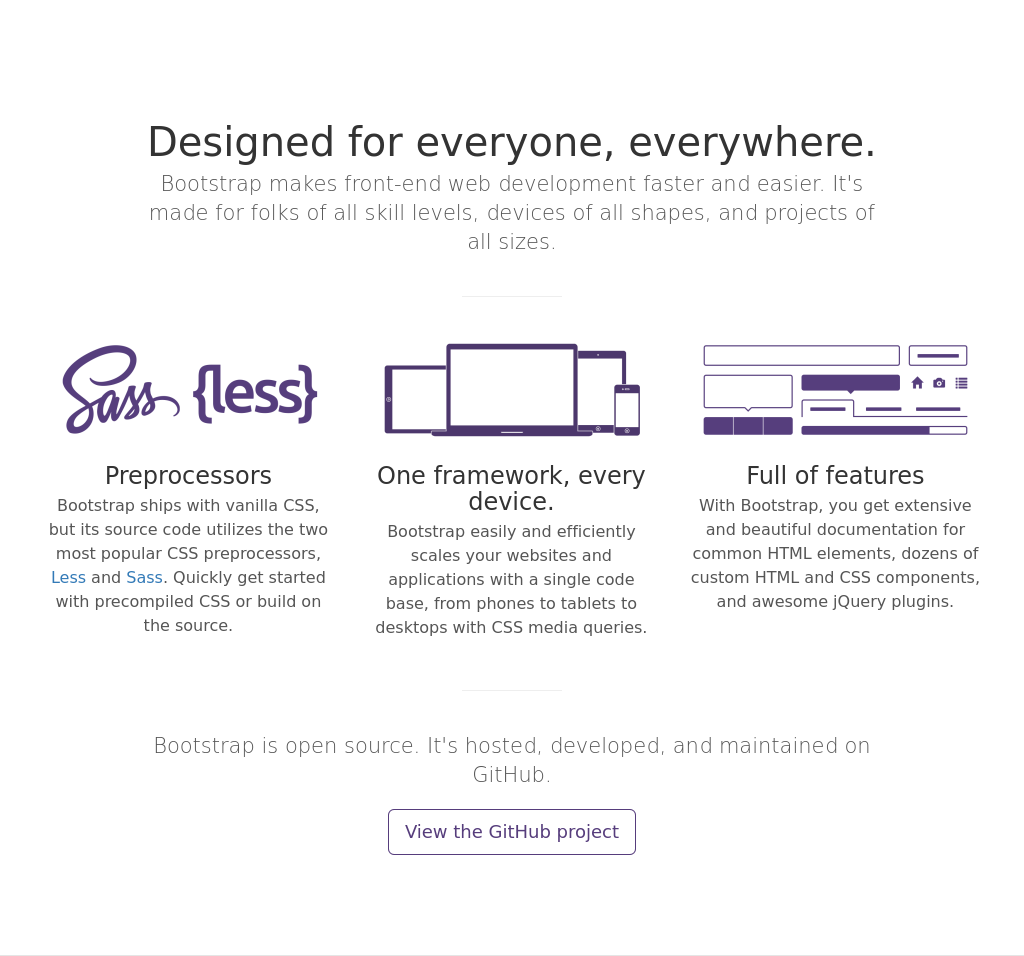 Designed for everyone, everywhere.
Bootstrap makes front-end web development faster and easier. It's
made for folks of all skill levels, devices of all shapes, and projects of
all sizes.
Sass {less}
Preprocessors
Bootstrap ships with vanilla CSS,
but its source code utilizes the two
most popular CSS preprocessors,
Less and Sass. Quickly get started
with precompiled CSS or build on
the source.
One framework, every
device.
Bootstrap easily and efficiently
scales your websites and
applications with a single code
base, from phones to tablets to
desktops with CSS media queries.
Full of features
With Bootstrap, you get extensive
and beautiful documentation for
common HTML elements, dozens of
custom HTML and CSS components,
and awesome jQuery plugins.
Bootstrap is open source. It's hosted, developed, and maintained on
GitHub.
View the GitHub project